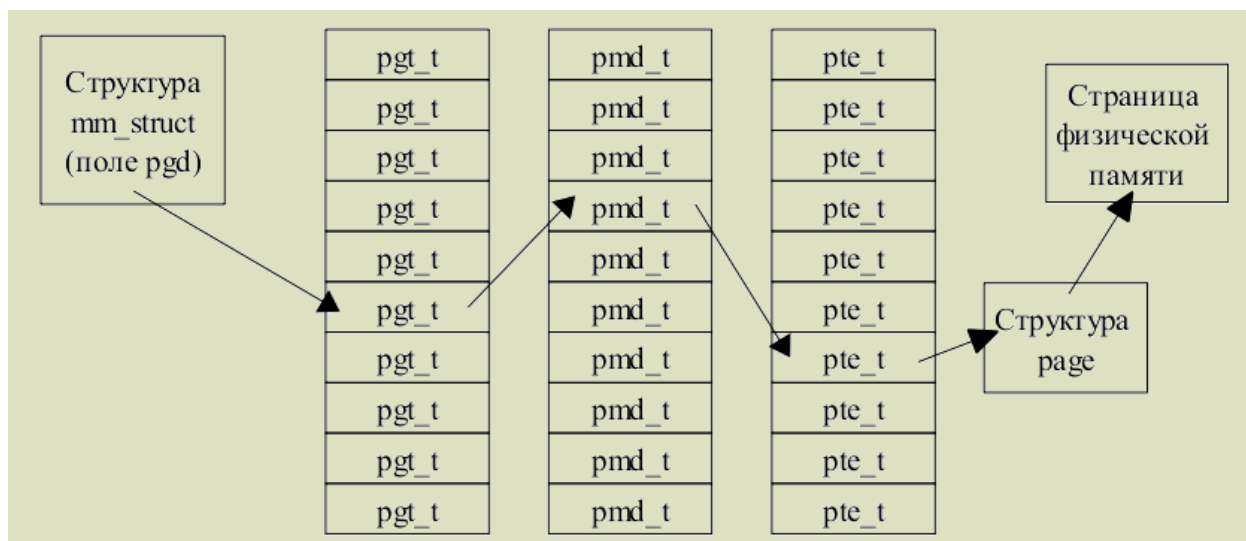 Структура
mm_struct
(поле pgd)
pgt_t
pgt_t
pgt_t
pgt_t
pgt_t
pgt_t
pgt_t
pgt_t
pgt_t
pgt_t
pmd_t
pmd_t
pmd_t
pmd_t
pmd_t
pmd_t
pmd_t
pmd_t
pmd_t
pmd_t
pte_t
pte_t
pte_t
pte_t
pte_t
pte_t
pte_t
pte_t
pte_t
pte_t
Страница
физической
памяти
Структура
page